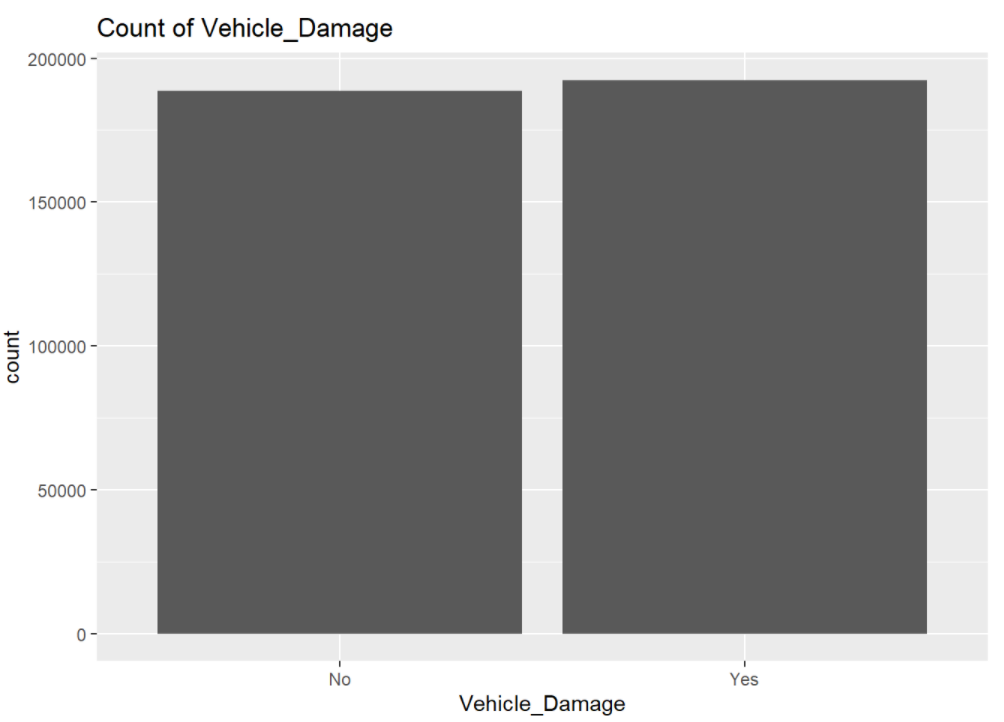 Count of Vehicle_Damage
200000
150000
100000
50000
0
count
No
Yes
Vehicle_Damage